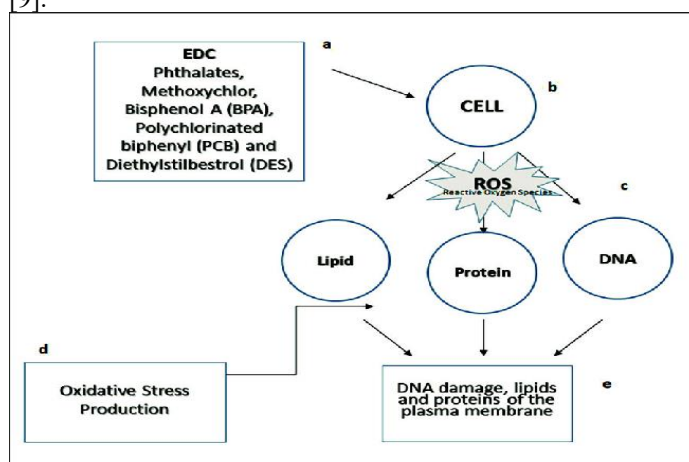 [9].
a
EDC
Phthalates,
Methoxychlor,
Bisphenol A (BPA),
Polychlorinated
biphenyl (PCB) and
Diethylstilbestrol (DES)
b
CELL
ROS
Reactive Oxygen Species
c
Lipid
Protein
DNA
d
Oxidative Stress
Production
e
DNA damage, lipids
and proteins of the
plasma membrane